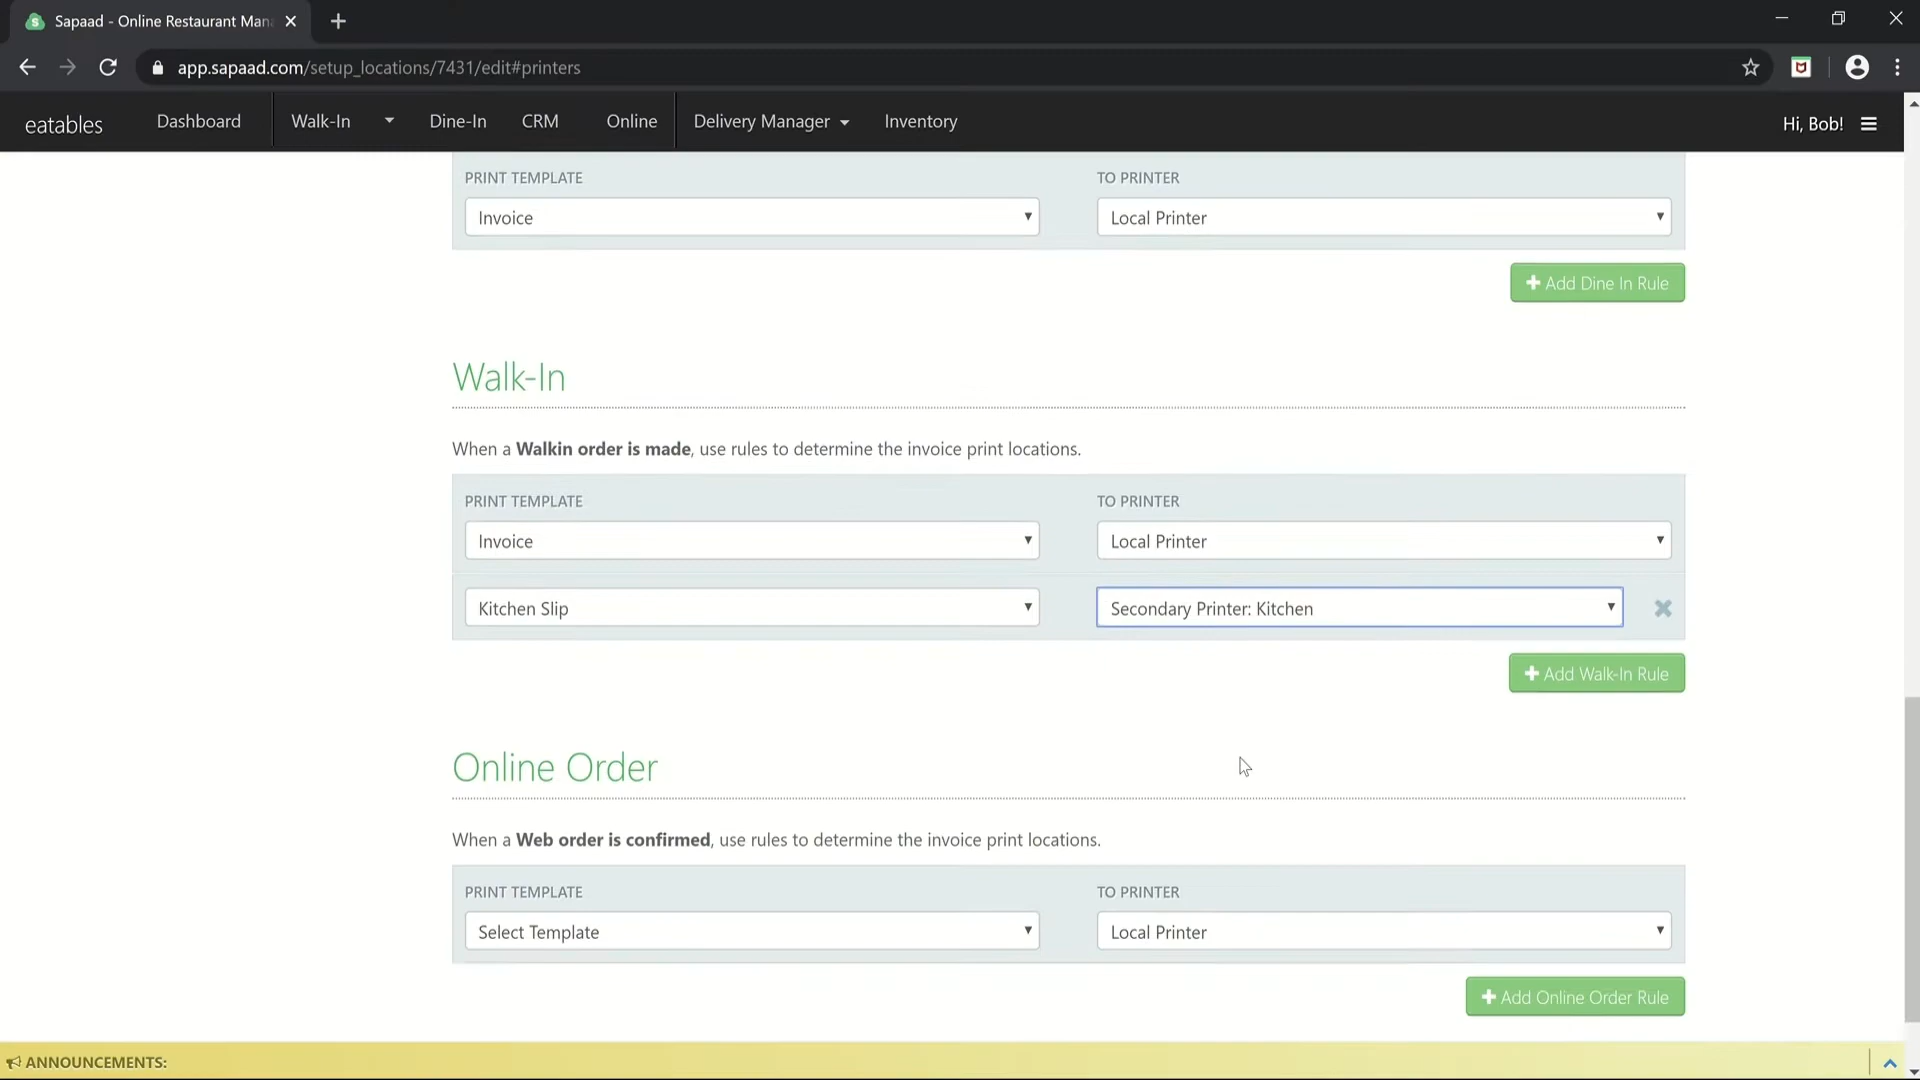 Sapaad - Online Restaurant Man
app.sapaad.com/setup_locations/7431/edit#printers
eatables Dashboard Walk-In Dine-In CRM Online Delivery Manager Inventory Hi, Bob!
PRINT TEMPLATE TO PRINTER
Invoice Local Printer
Add Dine In Rule
Walk-In
When a Walkin order is made, use rules to determine the invoice print locations.
PRINT TEMPLATE TO PRINTER
Invoice Local Printer
Kitchen Slip Secondary Printer: Kitchen
Add Walk-In Rule
Online Order
When a Web order is confirmed, use rules to determine the invoice print locations.
PRINT TEMPLATE TO PRINTER
Select Template Local Printer
Add Online Order Rule
ANNOUNCEMENTS: